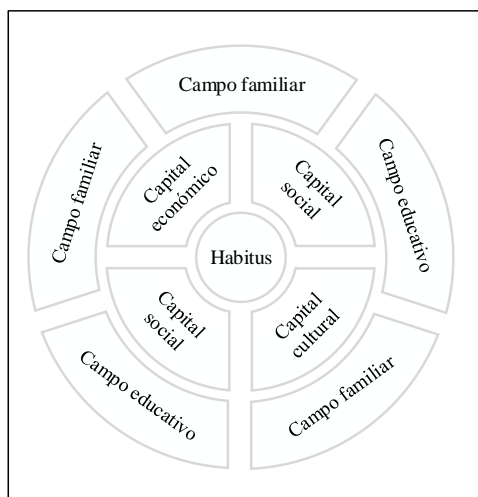 Campo familiar
Campo familiar
Capital
económico
Capital
social
Campo educativo
Habitus
Capital
social
Capital
cultural
Campo educativo
Campo familiar